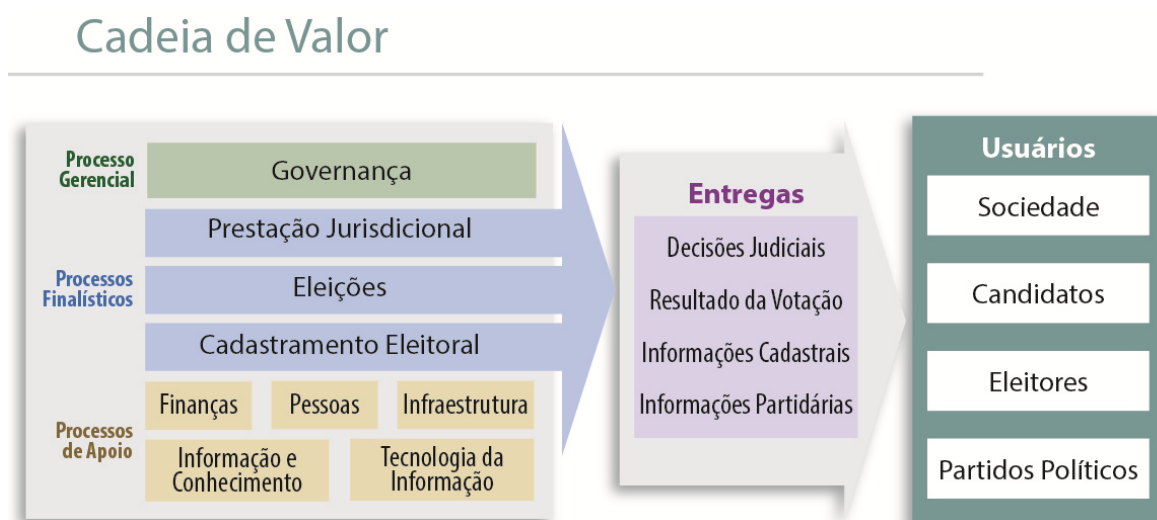 Cadeia de Valor
Processo
Gerencial
Governança
Processos
Finalísticos
Prestação Jurisdicional
Eleições
Cadastramento Eleitoral
Processos
de Apoio
Finanças
Pessoas
Infraestrutura
Informação e
Conhecimento
Tecnologia da
Informação
Entregas
Decisões Judiciais
Resultado da Votação
Informações Cadastrais
Informações Partidárias
Usuários
Sociedade
Candidatos
Eleitores
Partidos Políticos